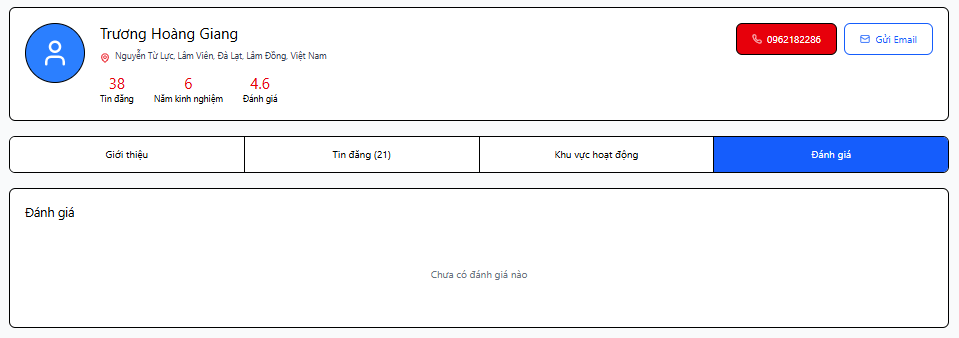 Trương Hoàng Giang
Nguyễn Từ Lực, Lâm Viên, Đà Lạt, Lâm Đồng, Việt Nam
0962182286
Gửi Email
38 6 4.6
Tin đăng Năm kinh nghiệm Đánh giá
Giới thiệu Tin đăng (21) Khu vực hoạt động Đánh giá
Đánh giá
Chưa có đánh giá nào